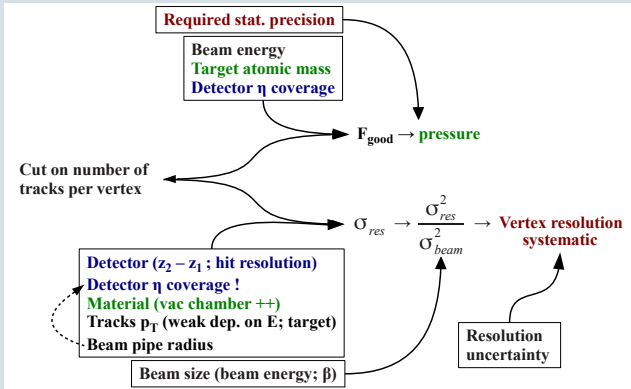 Required stat. precision
Beam energy
Target atomic mass
Detector η coverage
F_good → pressure
Cut on number of
tracks per vertex
σ_res → σ²_res / σ²_beam → Vertex resolution
systematic
Detector (z₂ – z₁ ; hit resolution)
Detector η coverage !
Material (vac chamber ++)
Tracks p_T (weak dep. on E; target)
Beam pipe radius
Resolution
uncertainty
Beam size (beam energy; β)